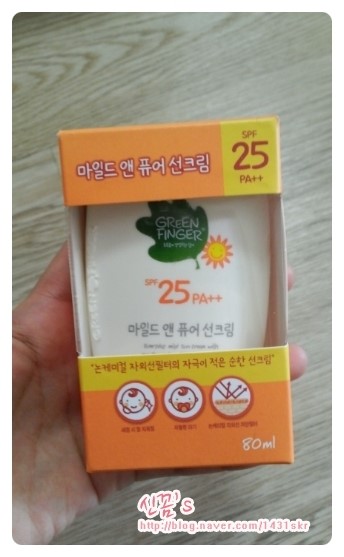 마일드 앤 퓨어 선크림
SPF
25
PA++
GREEN
FINGER
SPF 25 PA++
마일드 앤 퓨어 선크림
"논케미컬 자외선필터의 자극이 적은 순한 선크림"
80ml
신꼼's
http://blog.naver.com/1431skr